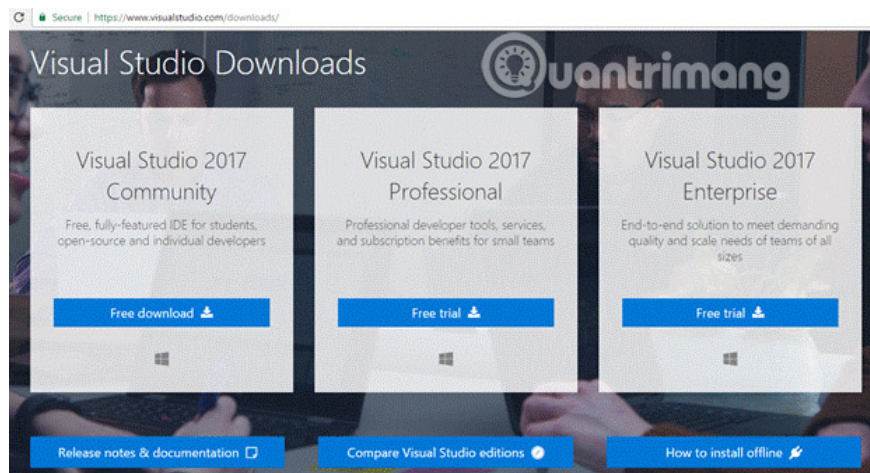 Secure | https://www.visualstudio.com/downloads/
Visual Studio Downloads
Quantrimang
Visual Studio 2017
Community
Free, fully-featured IDE for students,
open-source and individual developers
Free download
Visual Studio 2017
Professional
Professional developer tools, services,
and subscription benefits for small teams
Free trial
Visual Studio 2017
Enterprise
End-to-end solution to meet demanding
quality and scale needs of teams of all
sizes
Free trial
Release notes & documentation
Compare Visual Studio editions
How to install offline